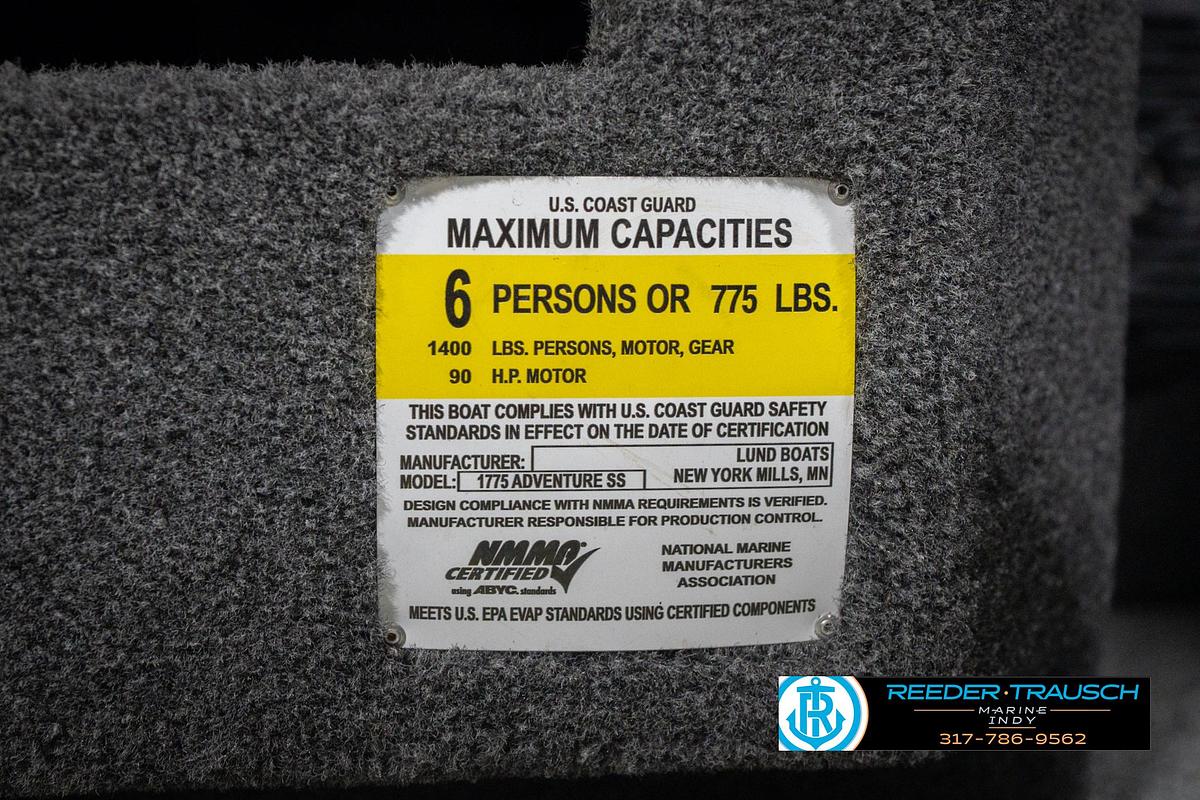 U.S. COAST GUARD
MAXIMUM CAPACITIES
6 PERSONS OR 775 LBS.
1400 LBS. PERSONS, MOTOR, GEAR
90 H.P. MOTOR
THIS BOAT COMPLIES WITH U.S. COAST GUARD SAFETY
STANDARDS IN EFFECT ON THE DATE OF CERTIFICATION
MANUFACTURER: LUND BOATS
MODEL: 1775 ADVENTURE SS NEW YORK MILLS, MN
DESIGN COMPLIANCE WITH NMMA REQUIREMENTS IS VERIFIED.
MANUFACTURER RESPONSIBLE FOR PRODUCTION CONTROL.
NMMA®
CERTIFIED
using ABYC. standards
NATIONAL MARINE
MANUFACTURERS
ASSOCIATION
MEETS U.S. EPA EVAP STANDARDS USING CERTIFIED COMPONENTS
R
REEDER·TRAUSCH
MARINE
INDY
317-786-9562